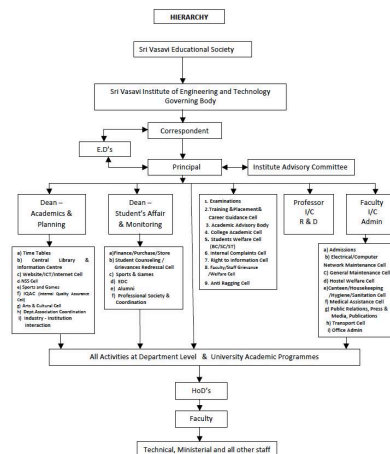 HIERARCHY
Sri Vasavi Educational Society
Sri Vasavi Institute of Engineering and Technology
Governing Body
Correspondent
E.D's
Principal
Institute Advisory Committee
Dean –
Academics &
Planning
Dean –
Student's Affair
& Monitoring
1. Examinations
2.Training &Placement&
Career Guidance Cell
3. Academic Advisory Body
4. College Academic Cell
5. Students Welfare Cell
(BC/SC/ST)
6. Internal Complaints Cell
7. Right to Information Cell
8. Faculty/Staff Grievance
/Welfare Cell
9. Anti Ragging Cell
Professor
I/C
R & D
Faculty
I/C
Admin
a) Time Tables
b) Central Library &
Information Centre
c) Website/ICT/Internet Cell
d) NSS Cell
e) Sports and Games
f) IQAC (Internal Quality Assurance
Cell)
g) Arts & Cultural Cell
h) Dept.Association Coordination
i) Industry - Institution
Interaction
a)Finance/Purchase/Store
b) Student Counseling /
Grievances Redressal Cell
c) Sports & Games
d) EDC
e) Alumni
f) Professional Society &
Coordination
a) Admissions
b) Electrical/Computer
Network Maintenance Cell
C) General Maintenance Cell
d) Hostel Welfare Cell
e)Canteen/Housekeeping
/Hygiene/Sanitation Cell
f) Medical Assistance Cell
g) Public Relations, Press &
Media, Publications
h) Transport Cell
i) Office Admin
All Activities at Department Level & University Academic Programmes
HoD's
Faculty
Technical, Ministerial and all other staff